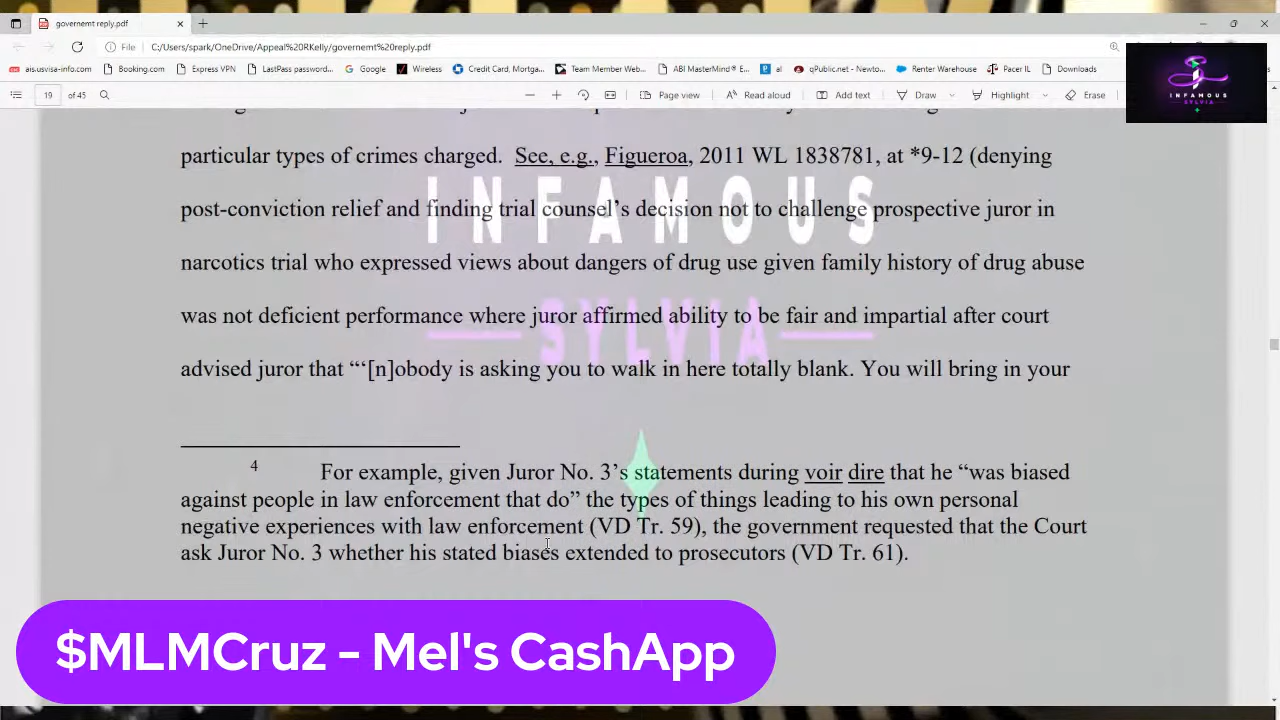 governemt reply.pdf
File
C:/Users/spark/OneDrive/Appeal%20RKelly/governemt%20reply.pdf
ais.usvisa-info.com
Booking.com
Express VPN
LastPass password...
Google
Wireless
Credit Card, Mortga...
Team Member Web...
ABI MasterMind ® E...
al
qPublic.net - Newto...
Renter Warehouse
Pacer IL
Downloads
19 of 45
Page view
Read aloud
Add text
Draw
Highlight
Erase
INFAMOUS
SYLVIA
particular types of crimes charged. See, e.g., Figueroa, 2011 WL 1838781, at *9-12 (denying
post-conviction relief and finding trial counsel’s decision not to challenge prospective juror in
narcotics trial who expressed views about dangers of drug use given family history of drug abuse
was not deficient performance where juror affirmed ability to be fair and impartial after court
advised juror that “‘[n]obody is asking you to walk in here totally blank. You will bring in your
INFAMOUS
SYLVIA
4 For example, given Juror No. 3’s statements during voir dire that he “was biased
against people in law enforcement that do” the types of things leading to his own personal
negative experiences with law enforcement (VD Tr. 59), the government requested that the Court
ask Juror No. 3 whether his stated biases extended to prosecutors (VD Tr. 61).
$MLMCruz - Mel's CashApp